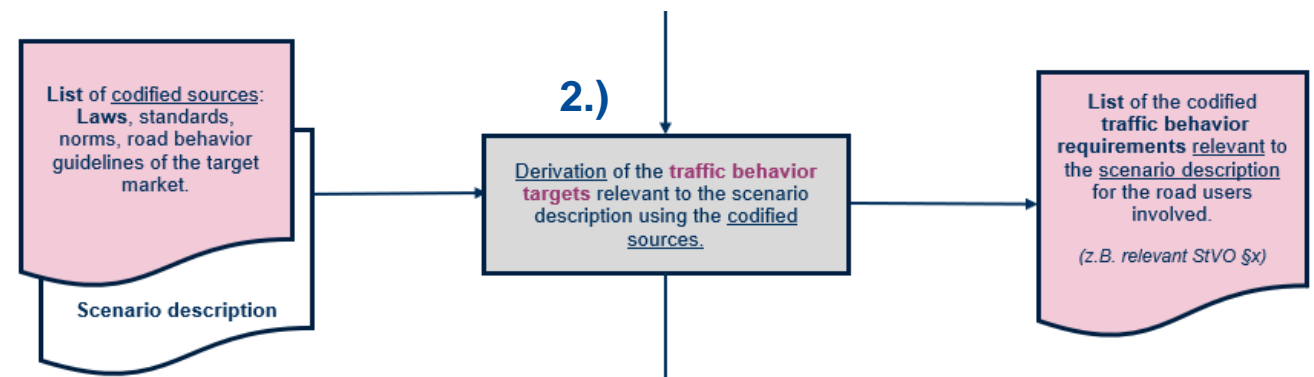 List of codified sources:
Laws, standards,
norms, road behavior
guidelines of the target
market.
Scenario description
2.)
Derivation of the traffic behavior
targets relevant to the scenario
description using the codified
sources.
List of the codified
traffic behavior
requirements relevant to
the scenario description
for the road users
involved.
(z.B. relevant StVO §x)